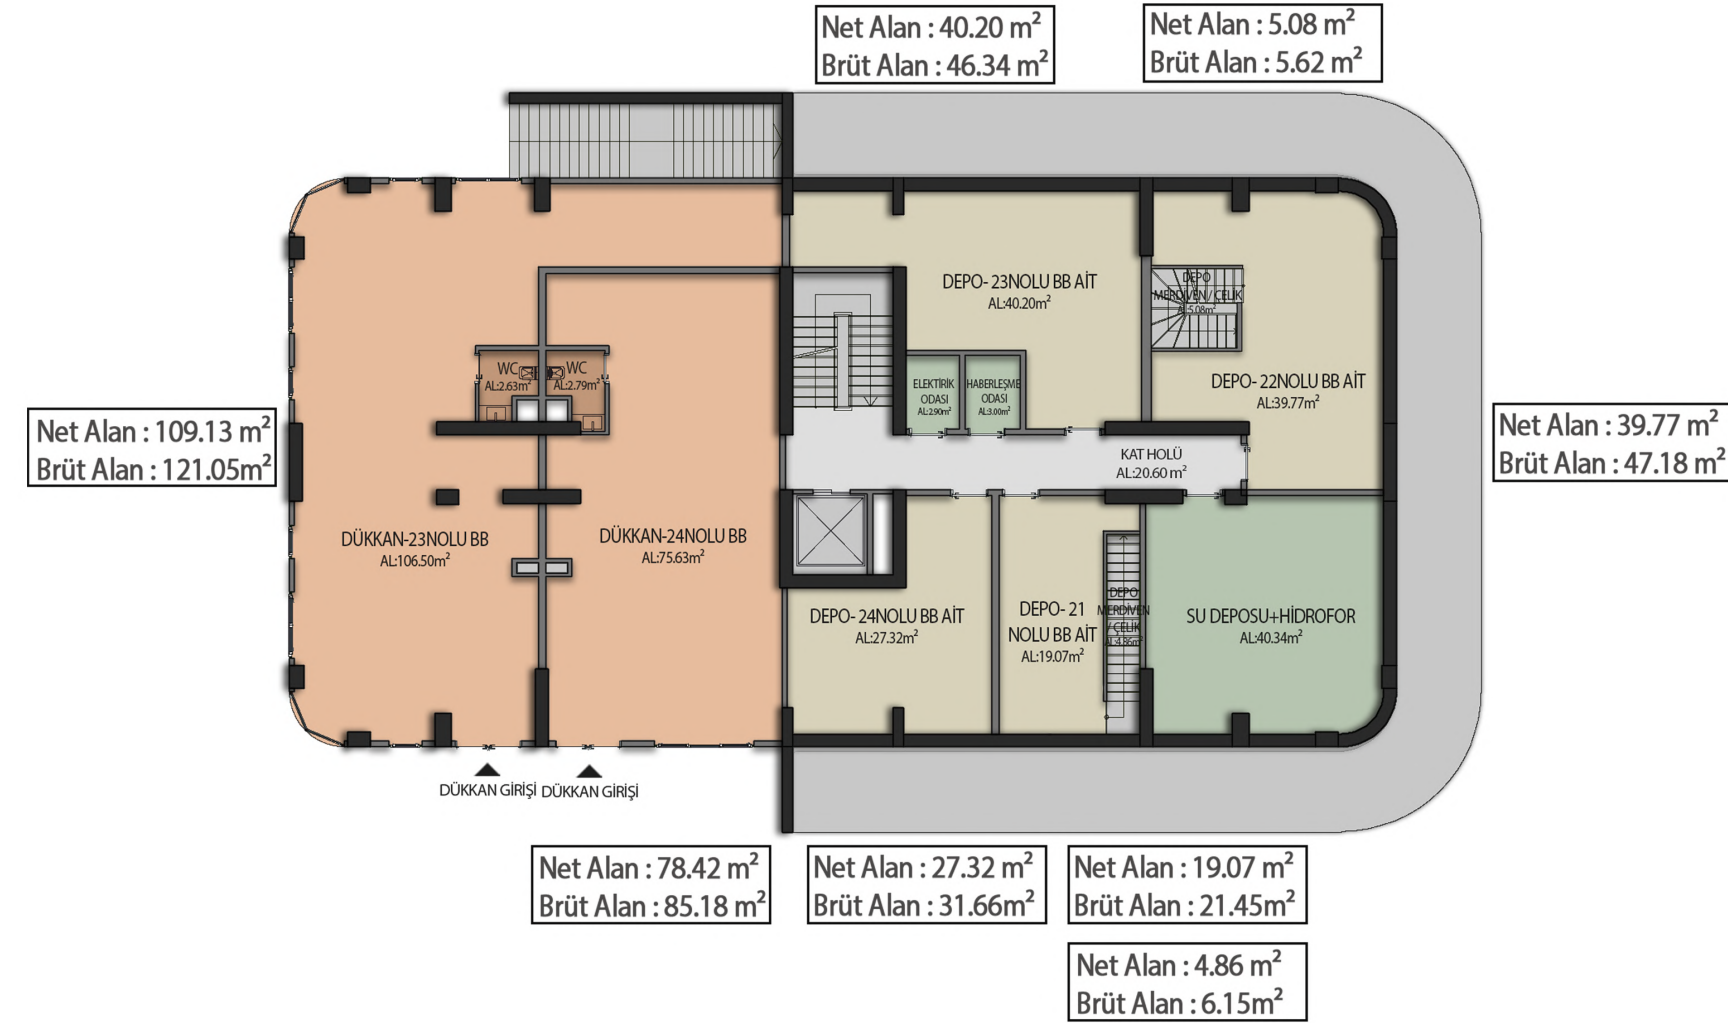 Net Alan : 40.20 m²
Brüt Alan : 46.34 m²
Net Alan : 5.08 m²
Brüt Alan : 5.62 m²
DEPO- 23NOLU BB AİT
AL:40.20m²
DEPO
MERDİVEN / ÇELİK
AL:5.08m²
WC
AL:2.63m²
WC
AL:2.79m²
ELEKTİRİK
ODASI
AL:2.90m²
HABERLEŞME
ODASI
AL:3.00m²
DEPO- 22NOLU BB AİT
AL:39.77m²
Net Alan : 109.13 m²
Brüt Alan : 121.05m²
KAT HOLÜ
AL:20.60 m²
Net Alan : 39.77 m²
Brüt Alan : 47.18 m²
DÜKKAN-23NOLU BB
AL:106.50m²
DÜKKAN-24NOLU BB
AL:75.63m²
DEPO- 24NOLU BB AİT
AL:27.32m²
DEPO- 21
NOLU BB AİT
AL:19.07m²
DEPO
MERDİVEN
/ ÇELİK
AL:4.86m²
SU DEPOSU+HİDROFOR
AL:40.34m²
DÜKKAN GİRİŞİ
DÜKKAN GİRİŞİ
Net Alan : 78.42 m²
Brüt Alan : 85.18 m²
Net Alan : 27.32 m²
Brüt Alan : 31.66m²
Net Alan : 19.07 m²
Brüt Alan : 21.45m²
Net Alan : 4.86 m²
Brüt Alan : 6.15m²